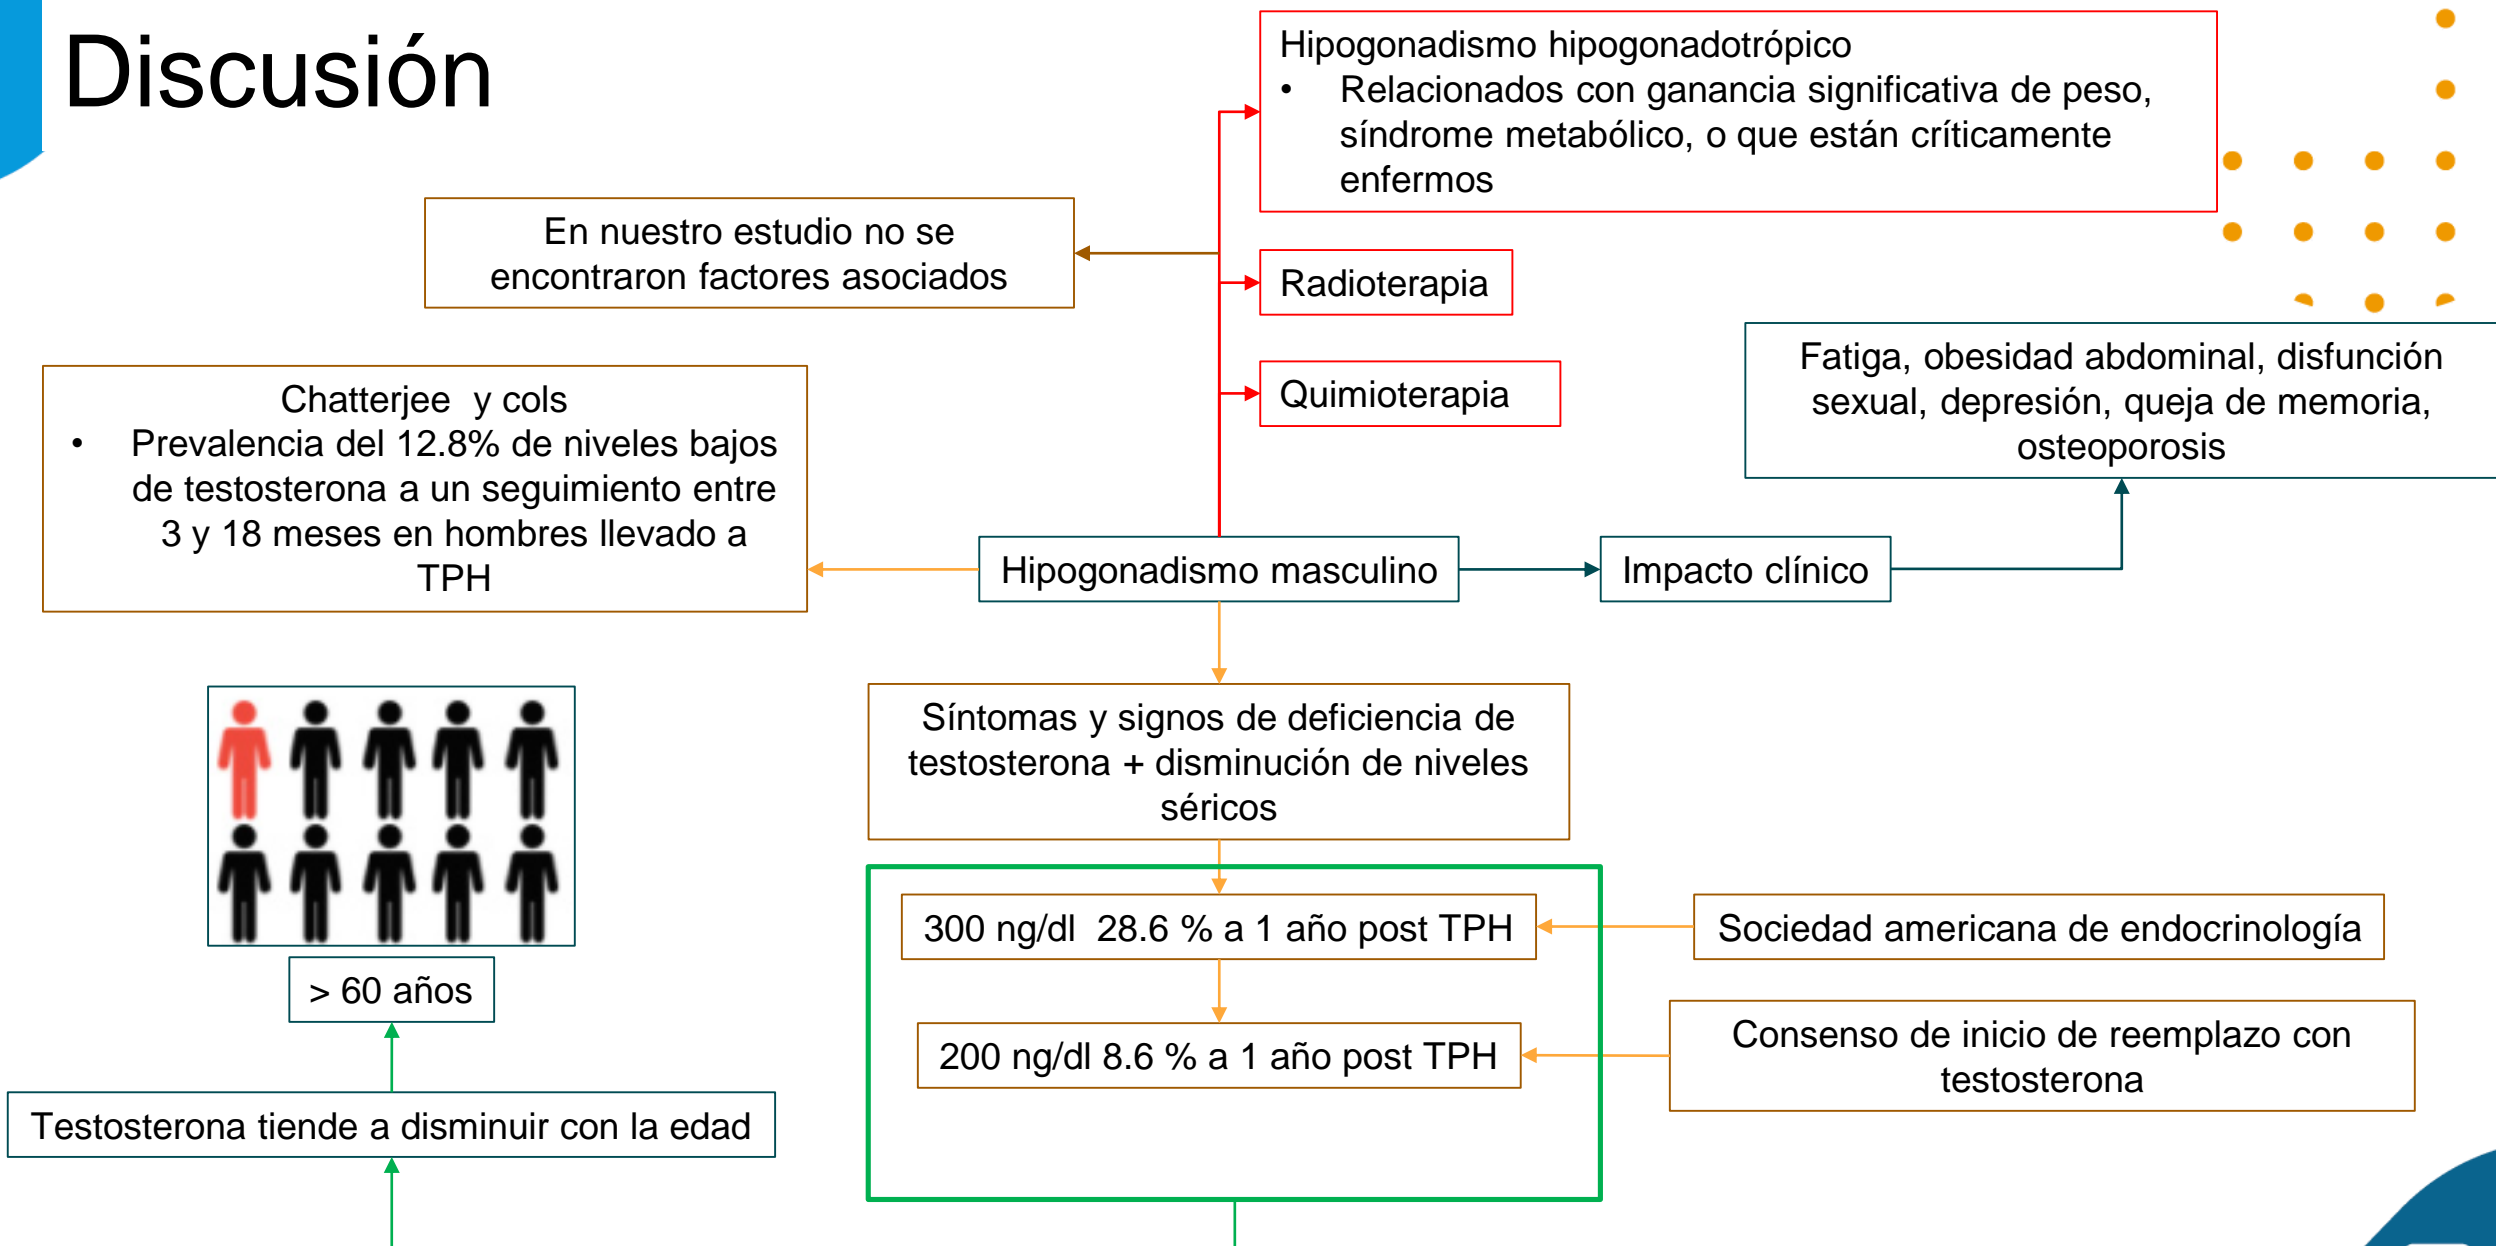 Discusión
Hipogonadismo hipogonadotrópico
• Relacionados con ganancia significativa de peso,
síndrome metabólico, o que están críticamente
enfermos
En nuestro estudio no se
encontraron factores asociados
Radioterapia
Quimioterapia
Fatiga, obesidad abdominal, disfunción
sexual, depresión, queja de memoria,
osteoporosis
Chatterjee y cols
• Prevalencia del 12.8% de niveles bajos
de testosterona a un seguimiento entre
3 y 18 meses en hombres llevado a
TPH
Hipogonadismo masculino
Impacto clínico
Síntomas y signos de deficiencia de
testosterona + disminución de niveles
séricos
300 ng/dl 28.6 % a 1 año post TPH
Sociedad americana de endocrinología
> 60 años
200 ng/dl 8.6 % a 1 año post TPH
Consenso de inicio de reemplazo con
testosterona
Testosterona tiende a disminuir con la edad